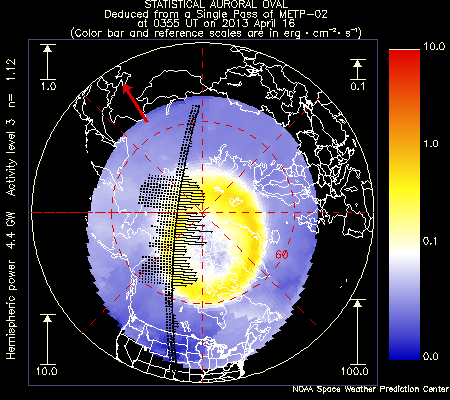 STATISTICAL AURORAL OVAL
Deduced from a Single Pass of METP-02
at 0355 UT on 2013 April 16
(Color bar and reference scales are in erg · cm⁻² · s⁻¹)
Hemispheric power 4.4 GW Activity level 3 n= 1.12
1.0
0.1
10.0
100.0
60
10.0
1.0
0.1
0.0
NOAA Space Weather Prediction Center